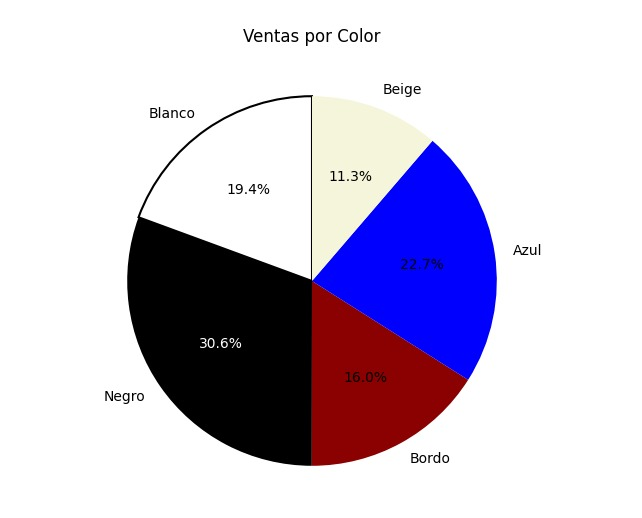 Ventas por Color
Beige
Blanco
11.3%
19.4%
Azul
22.7%
30.6%
16.0%
Negro
Bordo